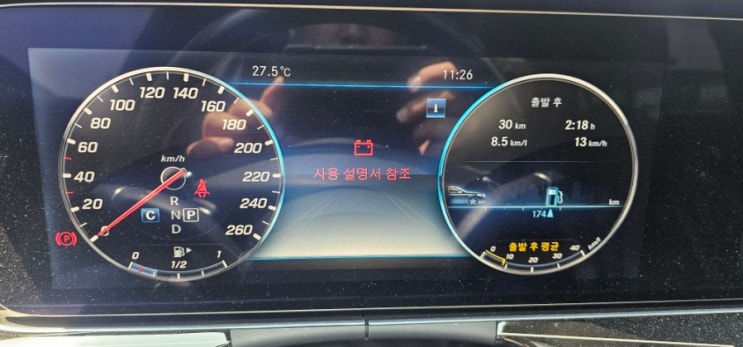 27.5°C
11:26
i
사용 설명서 참조
0
20
40
60
80
100
120
140
160
180
200
220
240
260
km/h
R
N
D
C
P
P
0
1/2
1
출발 후
30 km 2:18 h
8.5 km/l 13 km/h
174
km
출발 후 평균
0 10 20 30 40 km/h